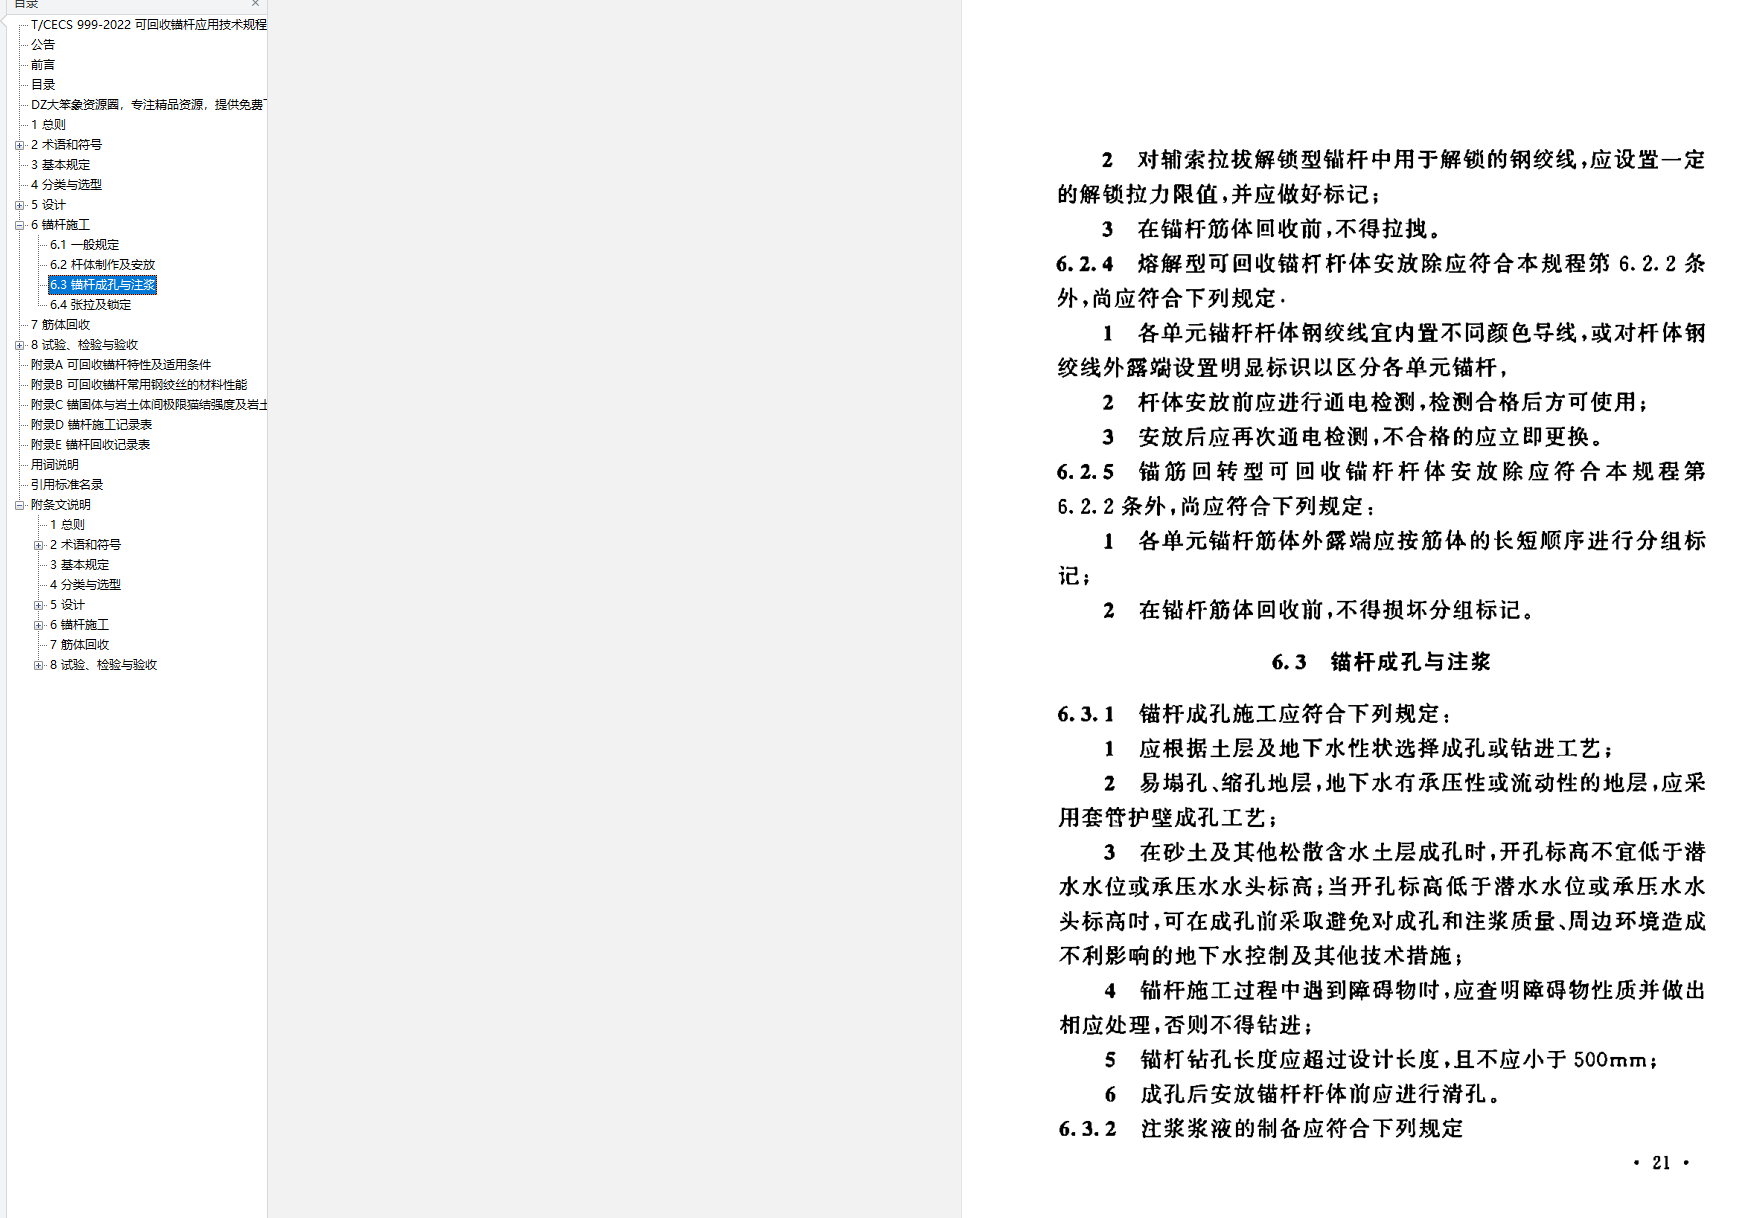 目录
T/CECS 999-2022 可回收锚杆应用技术规程
公告
前言
目录
DZ大笨象资源圈，专注精品资源，提供免费
1 总则
2 术语和符号
3 基本规定
4 分类与选型
5 设计
6 锚杆施工
6.1 一般规定
6.2 杆体制作及安放
6.3 锚杆成孔与注浆
6.4 张拉及锁定
7 筋体回收
8 试验、检验与验收
附录A 可回收锚杆特性及适用条件
附录B 可回收锚杆常用钢绞丝的材料性能
附录C 锚固体与岩土体间极限猫结强度及岩土
附录D 锚杆施工记录表
附录E 锚杆回收记录表
用词说明
引用标准名录
附条文说明
1 总则
2 术语和符号
3 基本规定
4 分类与选型
5 设计
6 锚杆施工
7 筋体回收
8 试验、检验与验收
2 对辅索拉拔解锁型锚杆中用于解锁的钢绞线,应设置一定
的解锁拉力限值,并应做好标记;
3 在锚杆筋体回收前,不得拉拽。
6.2.4 熔解型可回收锚杆杆体安放除应符合本规程第 6.2.2 条
外,尚应符合下列规定·
1 各单元锚杆杆体钢绞线宜内置不同颜色导线,或对杆体钢
绞线外露端设置明显标识以区分各单元锚杆,
2 杆体安放前应进行通电检测,检测合格后方可使用;
3 安放后应再次通电检测,不合格的应立即更换。
6.2.5 锚筋回转型可回收锚杆杆体安放除应符合本规程第
6.2.2 条外,尚应符合下列规定:
1 各单元锚杆筋体外露端应按筋体的长短顺序进行分组标
记;
2 在锚杆筋体回收前,不得损坏分组标记。
6.3 锚杆成孔与注浆
6.3.1 锚杆成孔施工应符合下列规定:
1 应根据土层及地下水性状选择成孔或钻进工艺;
2 易塌孔、缩孔地层,地下水有承压性或流动性的地层,应采
用套管护壁成孔工艺;
3 在砂土及其他松散含水土层成孔时,开孔标高不宜低于潜
水水位或承压水水头标高;当开孔标高低于潜水水位或承压水水
头标高时,可在成孔前采取避免对成孔和注浆质量、周边环境造成
不利影响的地下水控制及其他技术措施;
4 锚杆施工过程中遇到障碍物时,应查明障碍物性质并做出
相应处理,否则不得钻进;
5 锚杆钻孔长度应超过设计长度,且不应小于 500mm;
6 成孔后安放锚杆杆体前应进行清孔。
6.3.2 注浆浆液的制备应符合下列规定
· 21 ·